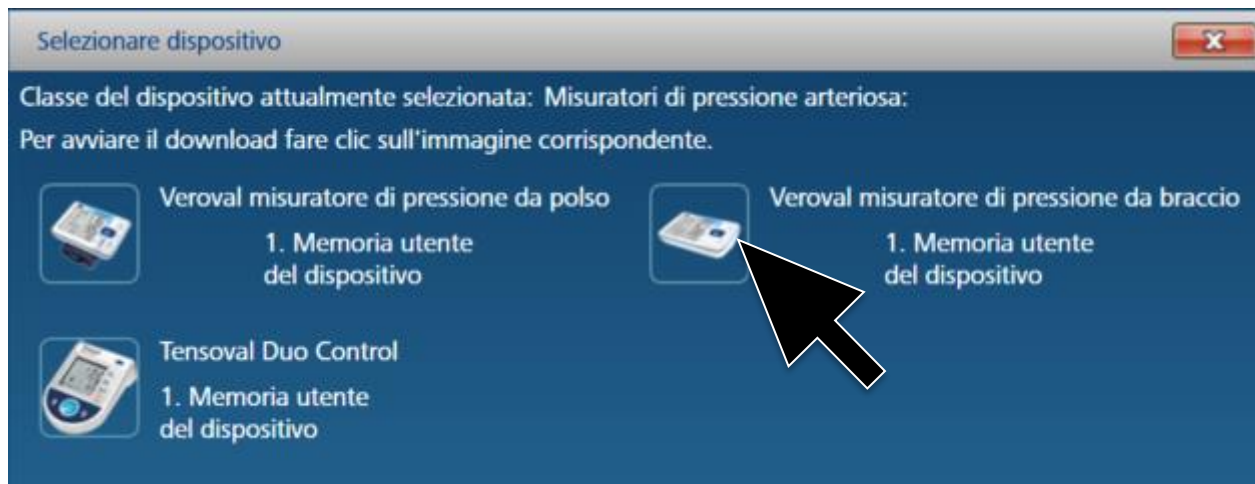 Selezionare dispositivo
Classe del dispositivo attualmente selezionata: Misuratori di pressione arteriosa:
Per avviare il download fare clic sull'immagine corrispondente.
Veroval misuratore di pressione da polso
1. Memoria utente
del dispositivo
Veroval misuratore di pressione da braccio
1. Memoria utente
del dispositivo
Tensoval Duo Control
1. Memoria utente
del dispositivo